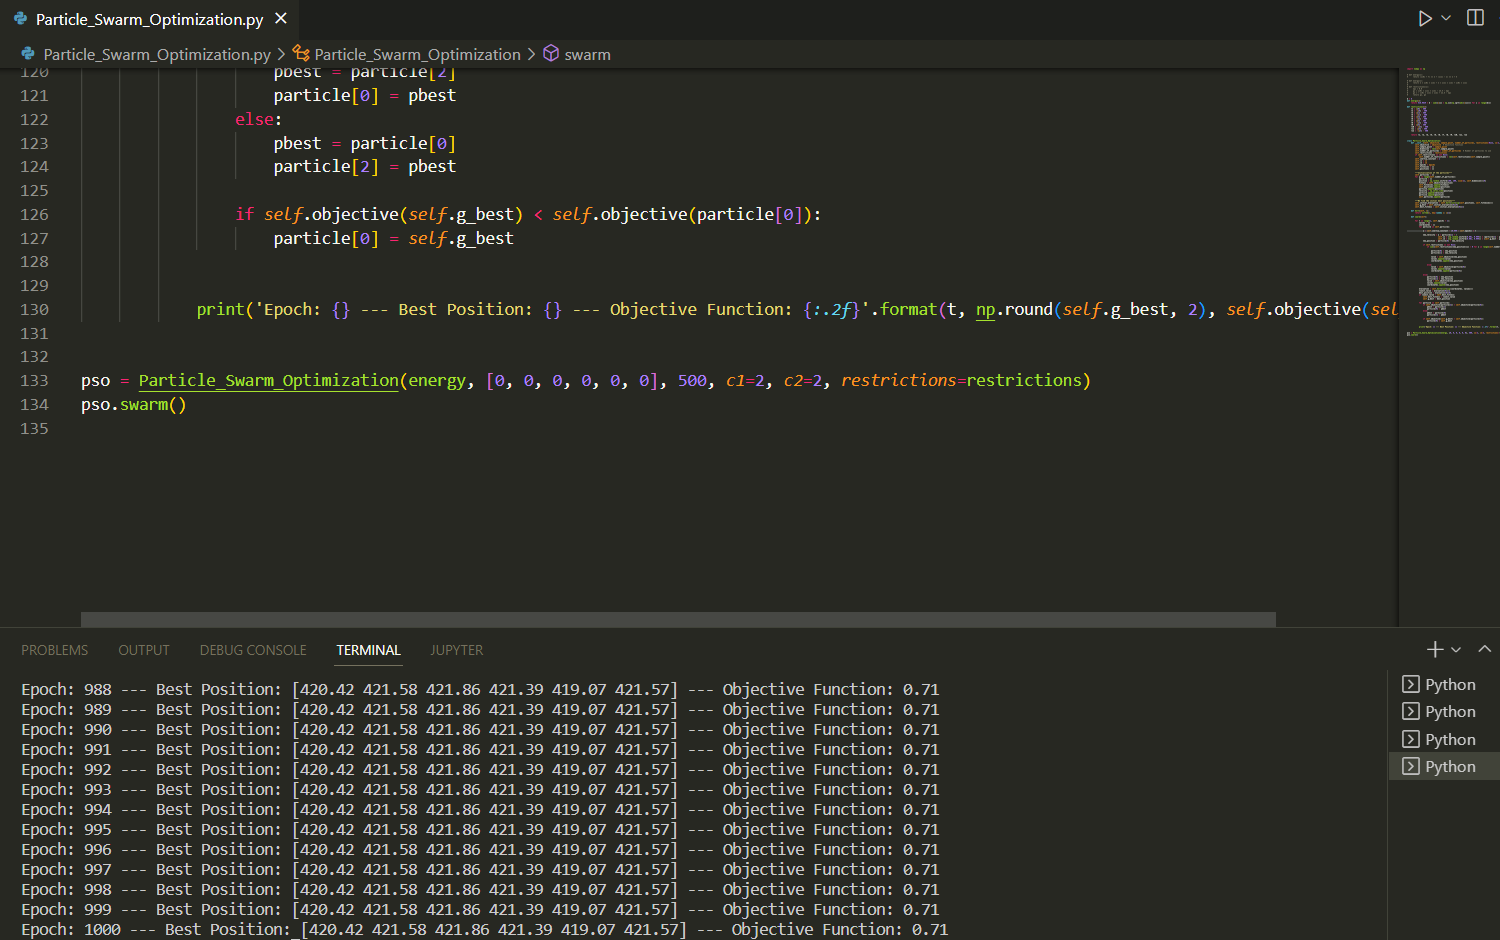 Particle_Swarm_Optimization.py
Particle_Swarm_Optimization.py > Particle_Swarm_Optimization > swarm
120 pbest = particle[2]
121 particle[0] = pbest
122 else:
123 pbest = particle[0]
124 particle[2] = pbest
125
126 if self.objective(self.g_best) < self.objective(particle[0]):
127 particle[0] = self.g_best
128
129
130 print('Epoch: {} --- Best Position: {} --- Objective Function: {:.2f}'.format(t, np.round(self.g_best, 2), self.objective(sel
131
132
133 pso = Particle_Swarm_Optimization(energy, [0, 0, 0, 0, 0, 0], 500, c1=2, c2=2, restrictions=restrictions)
134 pso.swarm()
135
PROBLEMS OUTPUT DEBUG CONSOLE TERMINAL JUPYTER
Epoch: 988 --- Best Position: [420.42 421.58 421.86 421.39 419.07 421.57] --- Objective Function: 0.71
Epoch: 989 --- Best Position: [420.42 421.58 421.86 421.39 419.07 421.57] --- Objective Function: 0.71
Epoch: 990 --- Best Position: [420.42 421.58 421.86 421.39 419.07 421.57] --- Objective Function: 0.71
Epoch: 991 --- Best Position: [420.42 421.58 421.86 421.39 419.07 421.57] --- Objective Function: 0.71
Epoch: 992 --- Best Position: [420.42 421.58 421.86 421.39 419.07 421.57] --- Objective Function: 0.71
Epoch: 993 --- Best Position: [420.42 421.58 421.86 421.39 419.07 421.57] --- Objective Function: 0.71
Epoch: 994 --- Best Position: [420.42 421.58 421.86 421.39 419.07 421.57] --- Objective Function: 0.71
Epoch: 995 --- Best Position: [420.42 421.58 421.86 421.39 419.07 421.57] --- Objective Function: 0.71
Epoch: 996 --- Best Position: [420.42 421.58 421.86 421.39 419.07 421.57] --- Objective Function: 0.71
Epoch: 997 --- Best Position: [420.42 421.58 421.86 421.39 419.07 421.57] --- Objective Function: 0.71
Epoch: 998 --- Best Position: [420.42 421.58 421.86 421.39 419.07 421.57] --- Objective Function: 0.71
Epoch: 999 --- Best Position: [420.42 421.58 421.86 421.39 419.07 421.57] --- Objective Function: 0.71
Epoch: 1000 --- Best Position: [420.42 421.58 421.86 421.39 419.07 421.57] --- Objective Function: 0.71
Python
Python
Python
Python